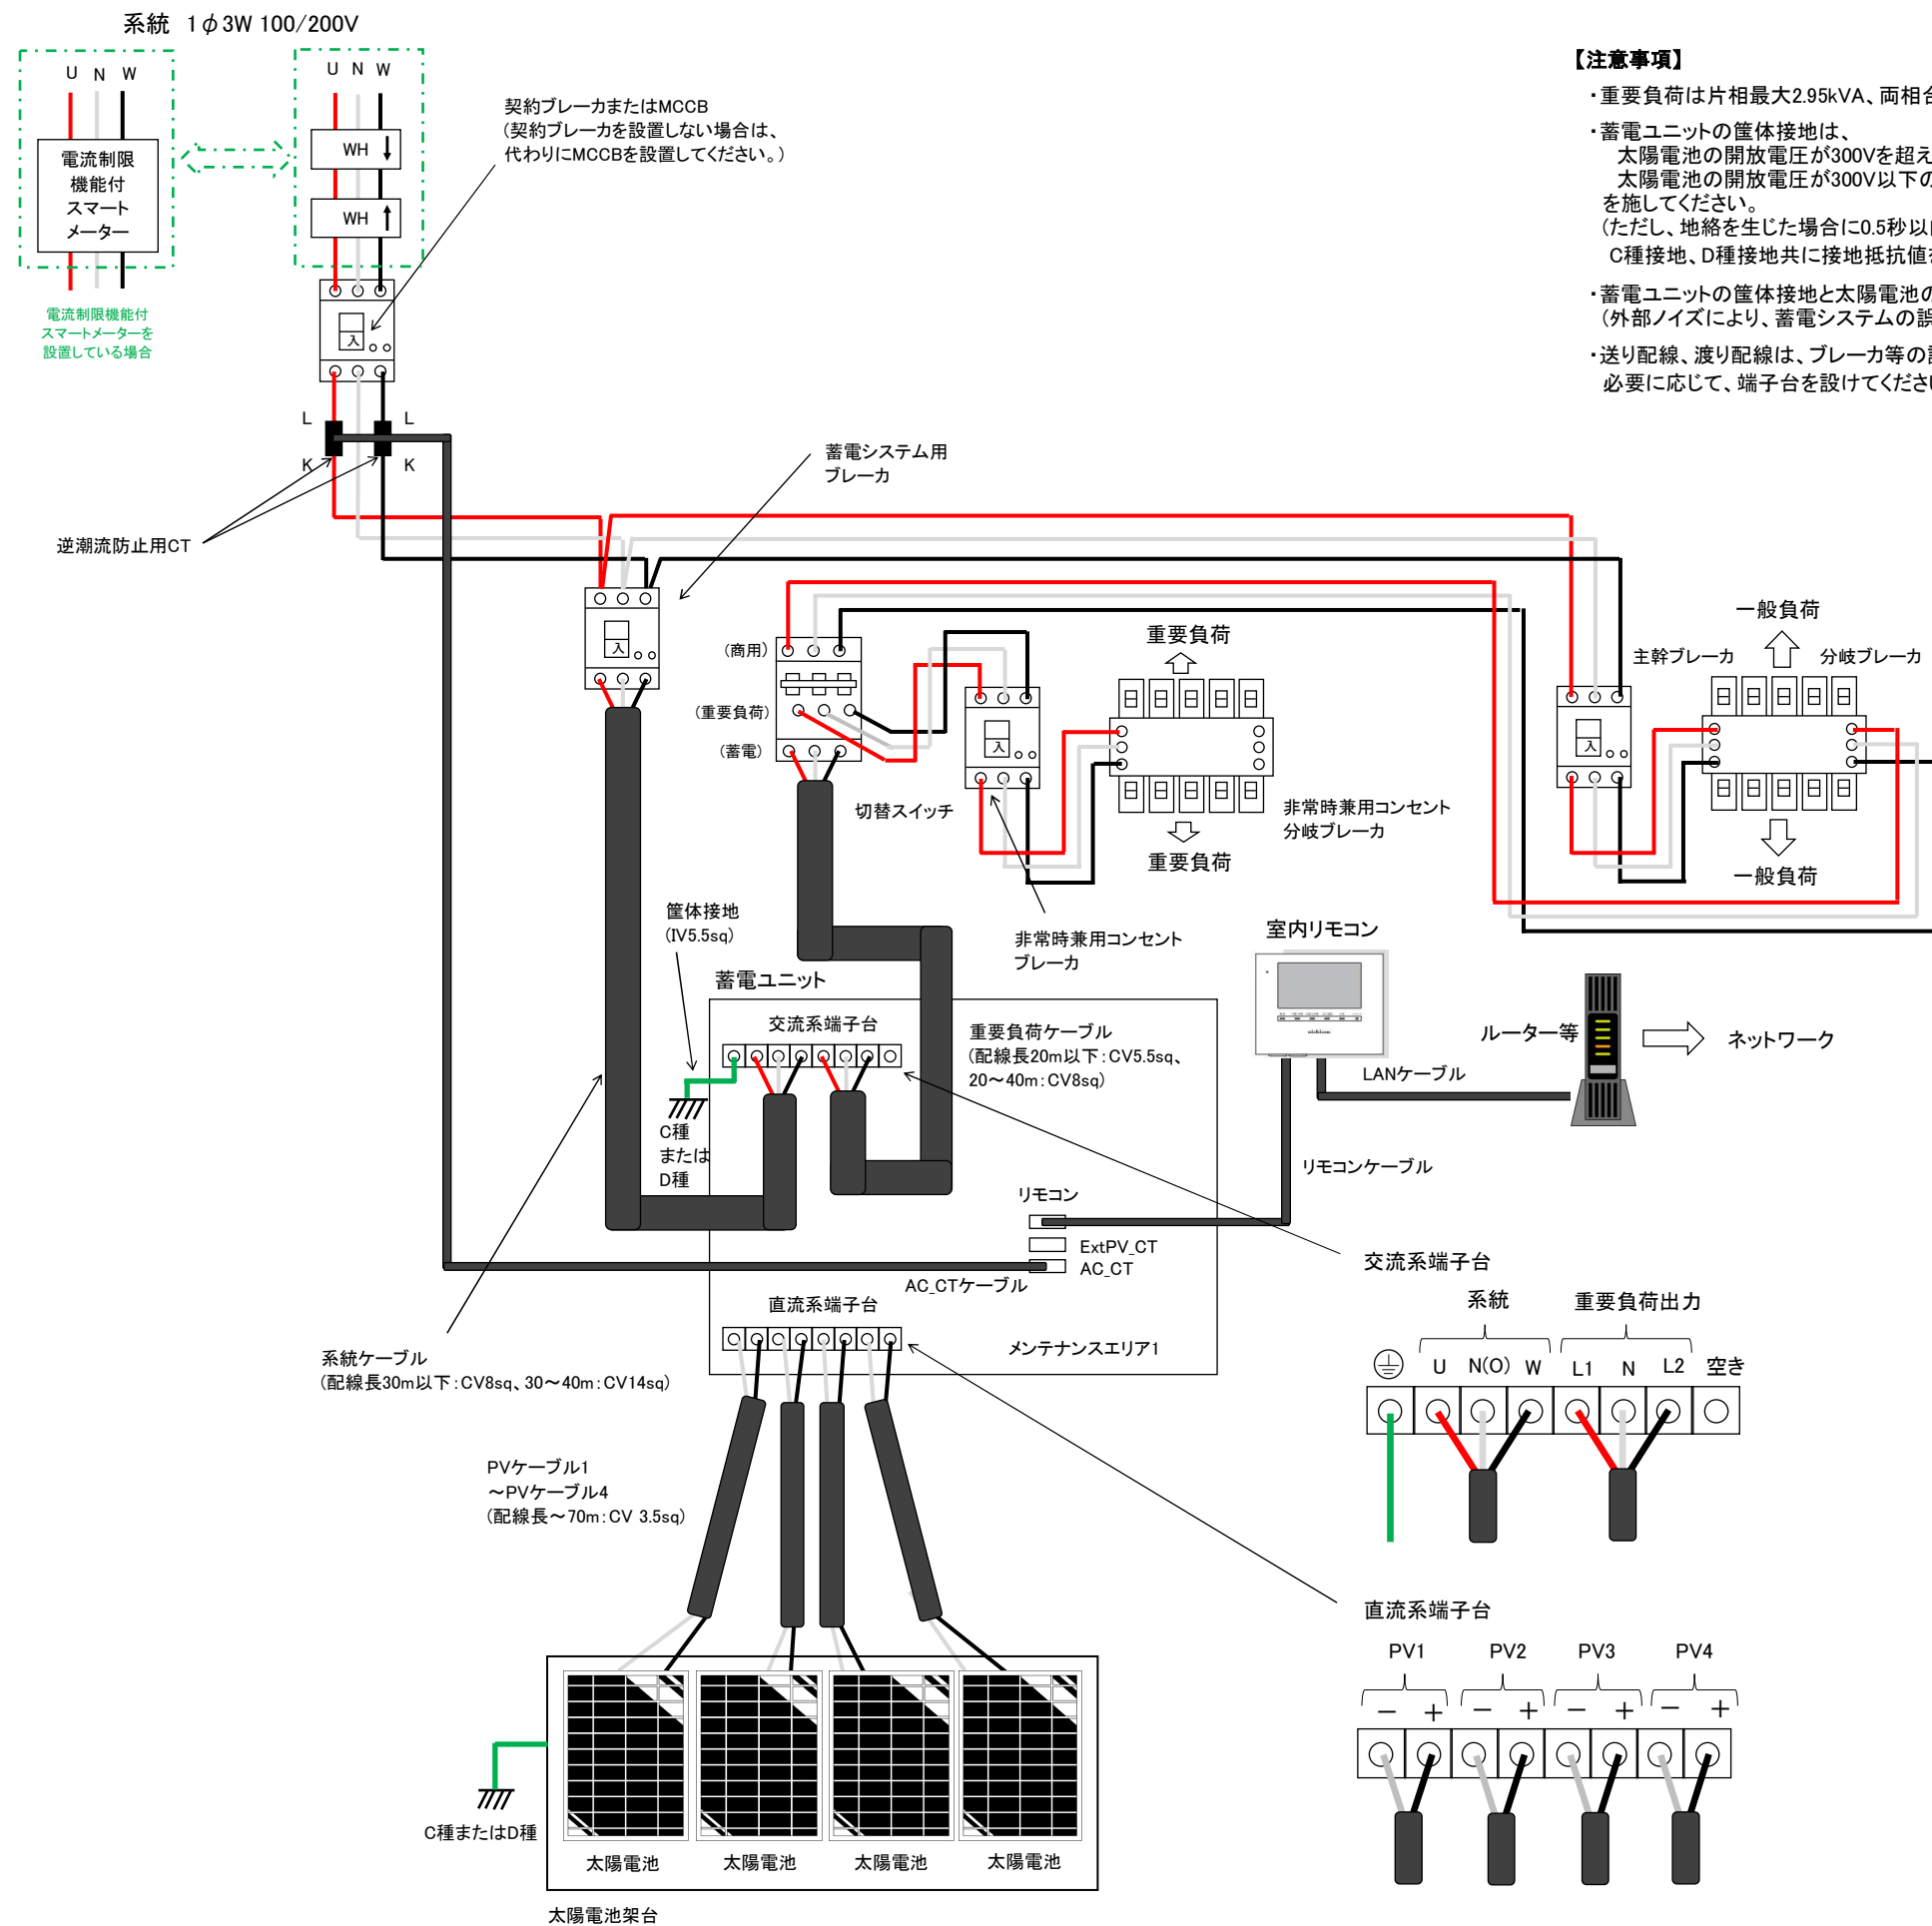 系統 1φ3W 100/200V
U N W
電流制限
機能付
スマート
メーター
電流制限機能付
スマートメーターを
設置している場合
U N W
WH
WH
契約ブレーカまたはMCCB
(契約ブレーカを設置しない場合は、
代わりにMCCBを設置してください。)
入
L
L
K
K
逆潮流防止用CT
【注意事項】
・重要負荷は片相最大2.95kVA、両相合
・蓄電ユニットの筐体接地は、
太陽電池の開放電圧が300Vを超え
太陽電池の開放電圧が300V以下の
を施してください。
(ただし、地絡を生じた場合に0.5秒以
C種接地、D種接地共に接地抵抗値
・蓄電ユニットの筐体接地と太陽電池の
(外部ノイズにより、蓄電システムの誤
・送り配線、渡り配線は、ブレーカ等の
必要に応じて、端子台を設けてくださ
蓄電システム用
ブレーカ
入
(商用)
(重要負荷)
(蓄電)
切替スイッチ
入
重要負荷
重要負荷
非常時兼用コンセント
分岐ブレーカ
非常時兼用コンセント
ブレーカ
一般負荷
主幹ブレーカ
分岐ブレーカ
入
一般負荷
筐体接地
(IV5.5sq)
蓄電ユニット
交流系端子台
重要負荷ケーブル
(配線長20m以下:CV5.5sq、
20～40m:CV8sq)
C種
または
D種
室内リモコン
ルーター等
ネットワーク
LANケーブル
リモコンケーブル
リモコン
ExtPV_CT
AC_CT
AC_CTケーブル
直流系端子台
メンテナンスエリア1
系統ケーブル
(配線長30m以下:CV8sq、30～40m:CV14sq)
PVケーブル1
～PVケーブル4
(配線長～70m:CV 3.5sq)
交流系端子台
系統 重要負荷出力
U N(O) W L1 N L2 空き
直流系端子台
PV1 PV2 PV3 PV4
－ ＋ － ＋ － ＋ － ＋
C種またはD種
太陽電池 太陽電池 太陽電池 太陽電池
太陽電池架台